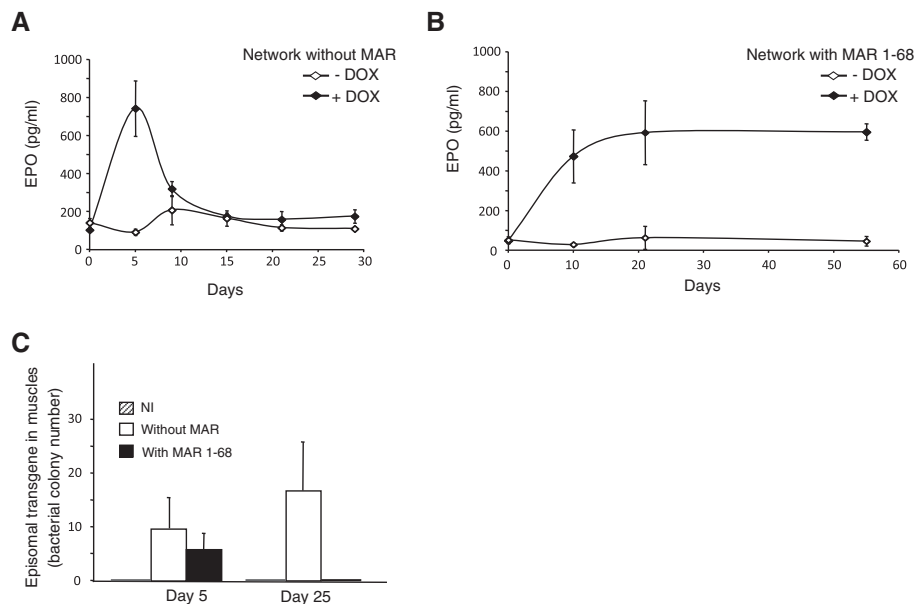 A
Network without MAR
- DOX
+ DOX
EPO (pg/ml)
1000
800
600
400
200
0
0 5 10 15 20 25 30
Days
B
Network with MAR 1-68
- DOX
+ DOX
EPO (pg/ml)
1000
800
600
400
200
0
0 10 20 30 40 50 60
Days
C
Episomal transgene in muscles
(bacterial colony number)
30
20
10
0
NI
Without MAR
With MAR 1-68
Day 5 Day 25